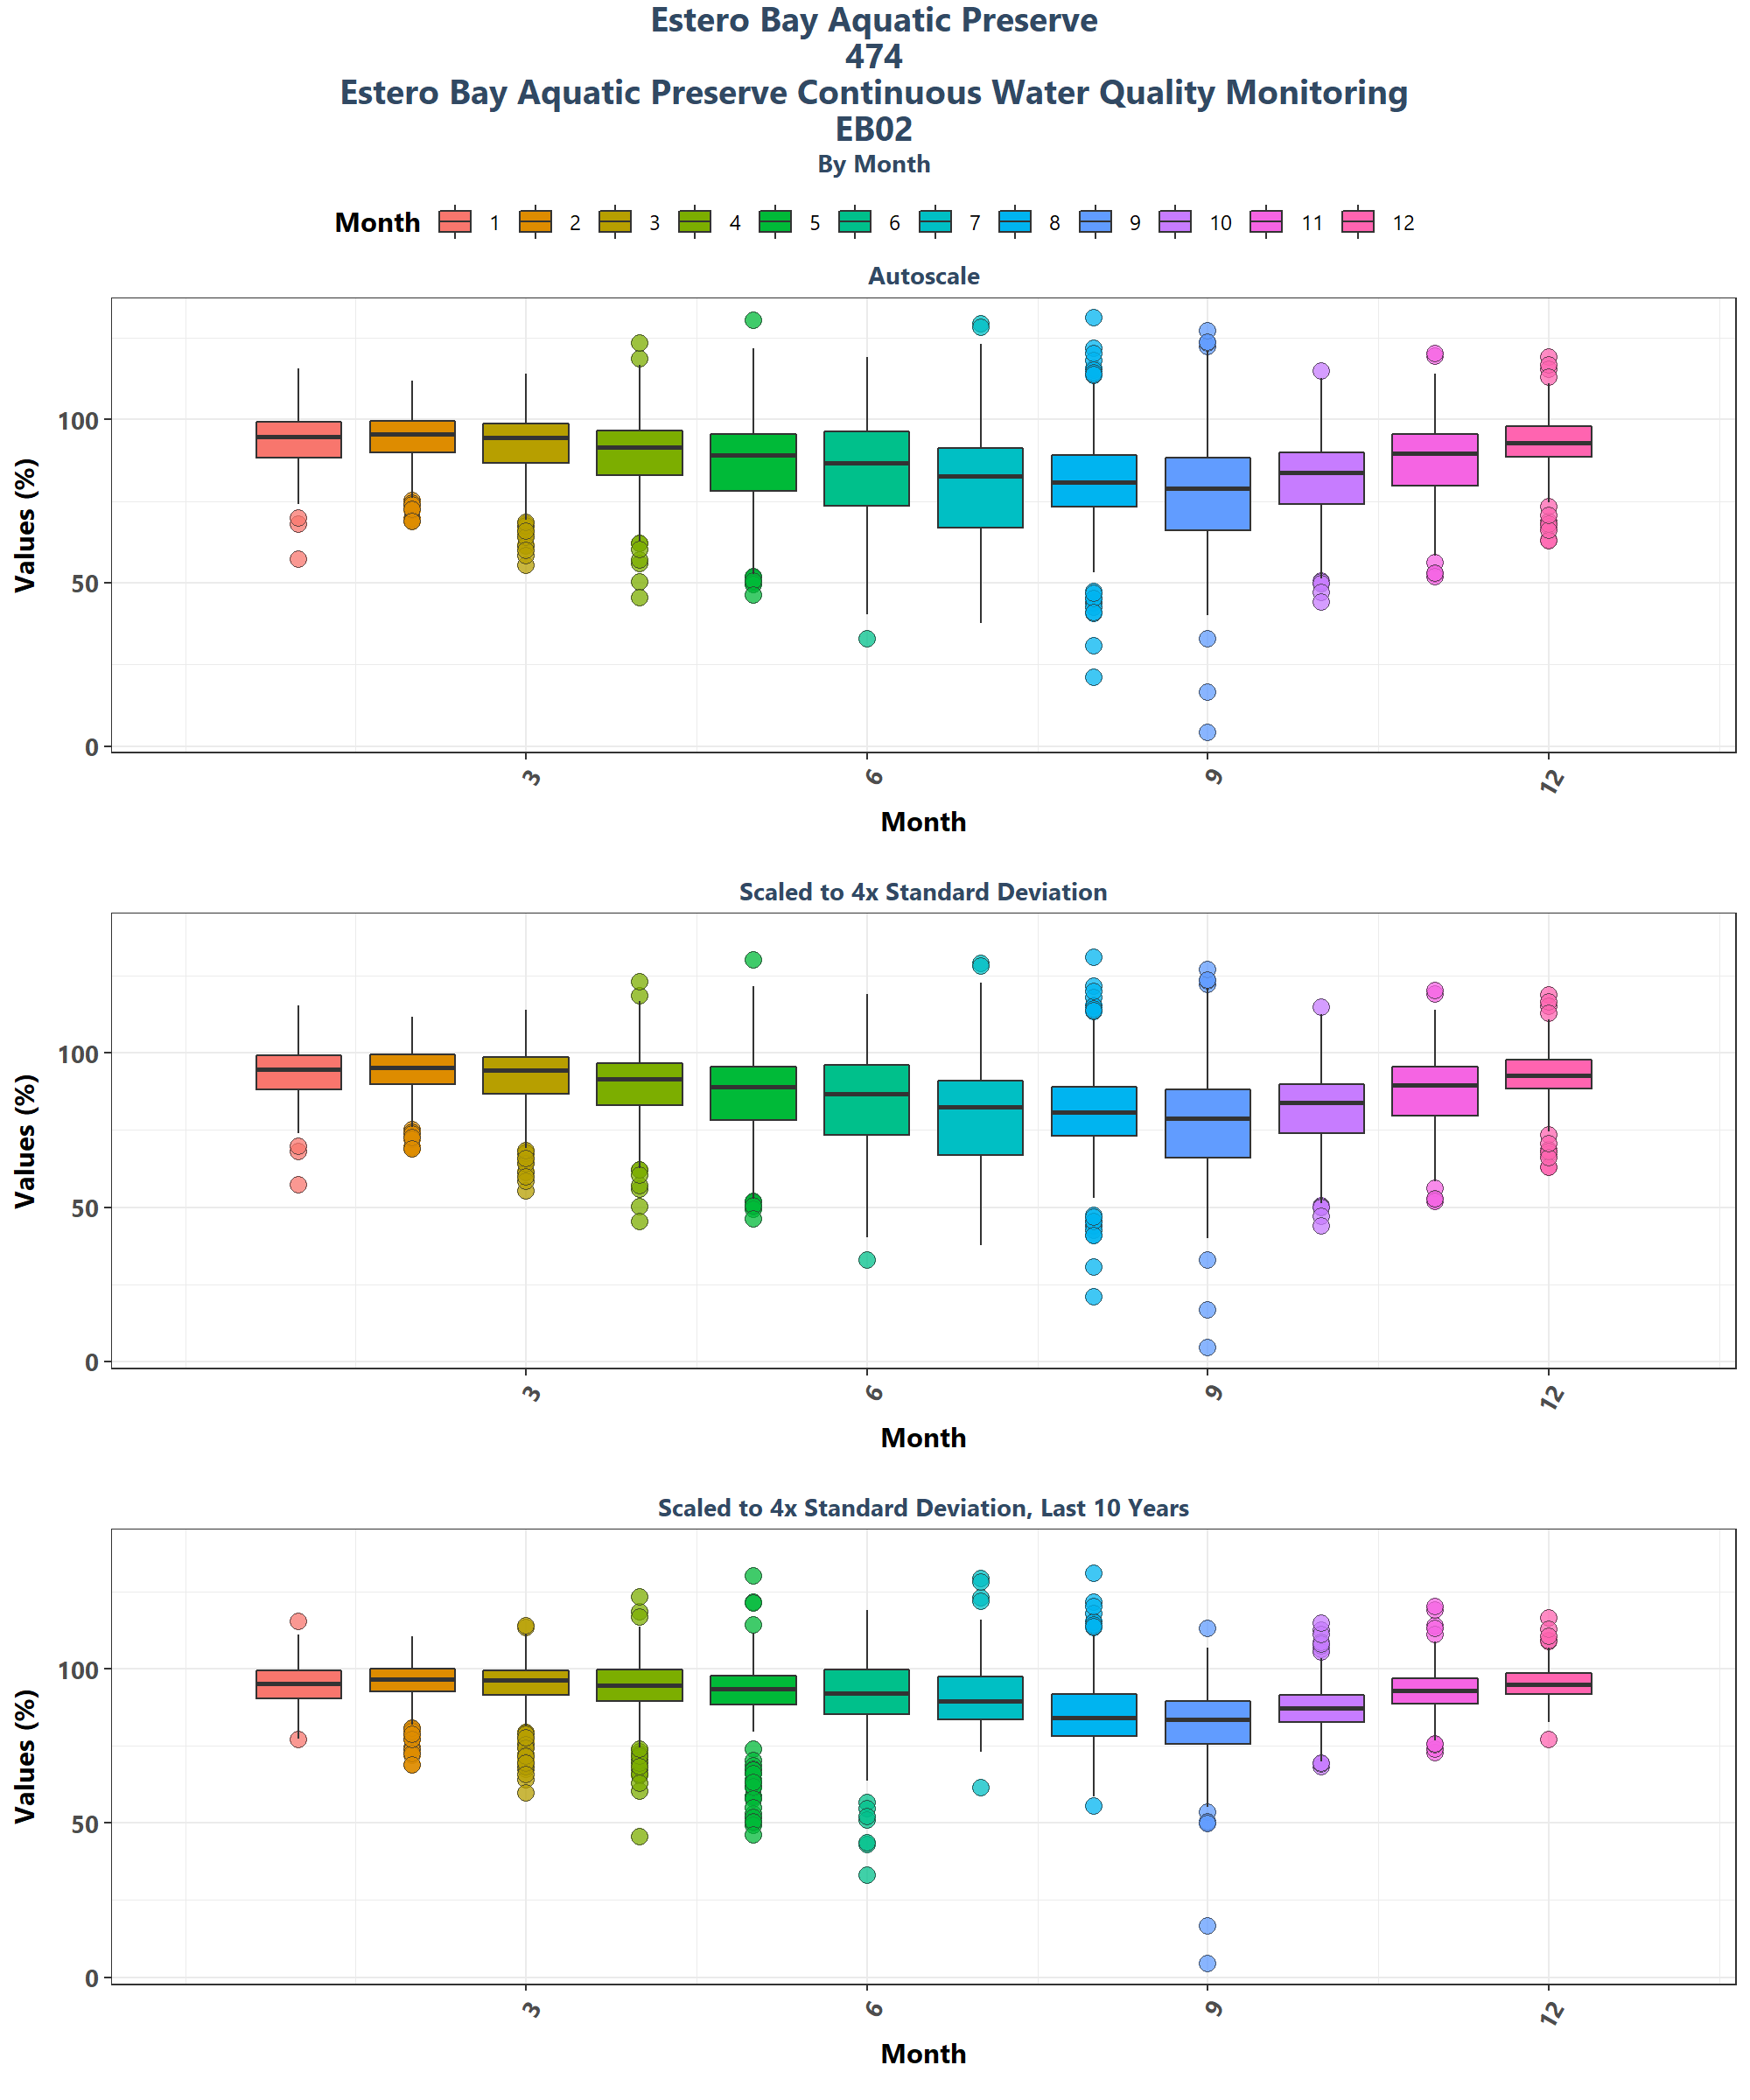 Estero Bay Aquatic Preserve
474
Estero Bay Aquatic Preserve Continuous Water Quality Monitoring
EB02
By Month
Month 1 2 3 4 5 6 7 8 9 10 11 12
Autoscale
Values (%)
100
50
0
3 6 9 12
Month
Scaled to 4x Standard Deviation
Values (%)
100
50
0
3 6 9 12
Month
Scaled to 4x Standard Deviation, Last 10 Years
Values (%)
100
50
0
3 6 9 12
Month